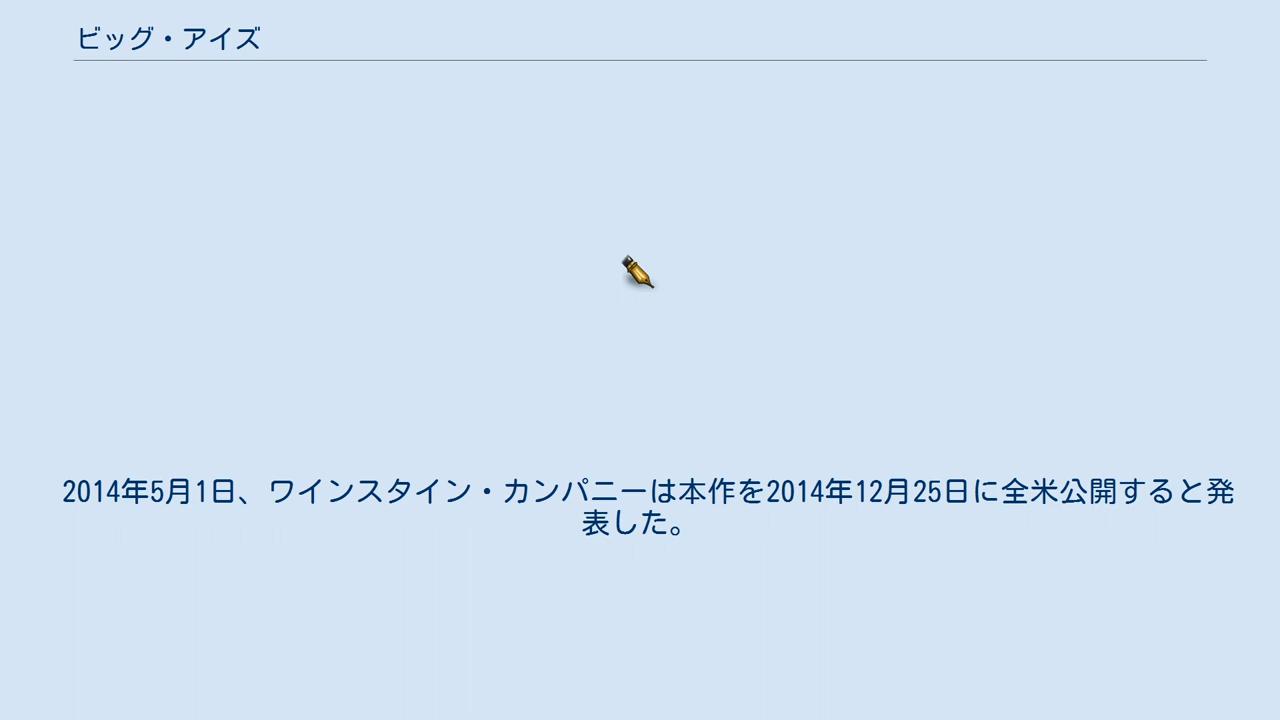 ビッグ・アイズ
2014年5月1日、ワインスタイン・カンパニーは本作を2014年12月25日に全米公開すると発
表した。